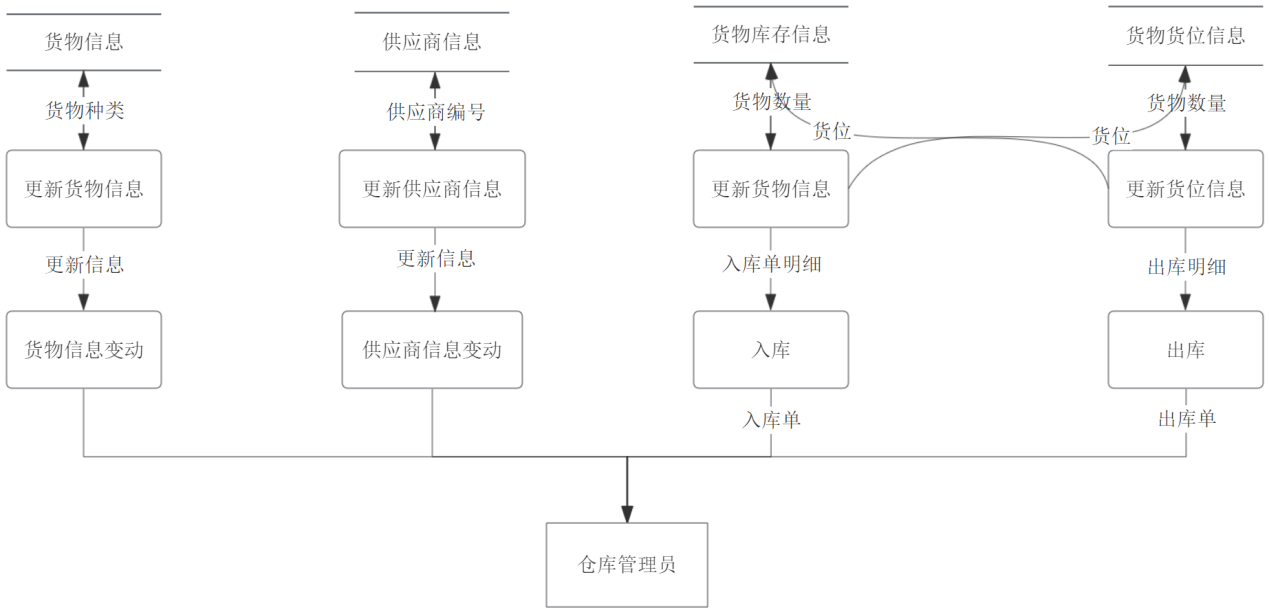 货物信息
供应商信息
货物库存信息
货物货位信息
货物种类
供应商编号
货物数量
货物数量
货位
货位
更新货物信息
更新供应商信息
更新货物信息
更新货位信息
更新信息
更新信息
入库单明细
出库明细
货物信息变动
供应商信息变动
入库
出库
入库单
出库单
仓库管理员